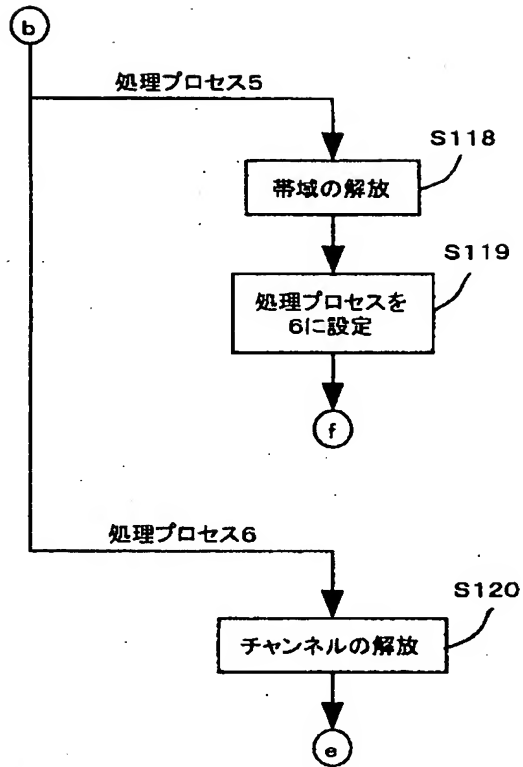 b
処理プロセス5
S118
帯域の解放
S119
処理プロセスを
6に設定
f
処理プロセス6
S120
チャンネルの解放
e